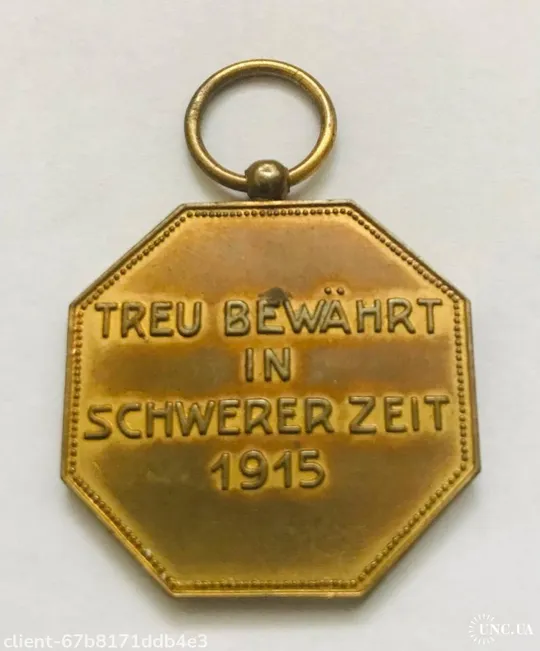 TREU BEWÄHRT
IN
SCHWERER ZEIT
1915
client-67b8171ddb4e3
UNC.UA